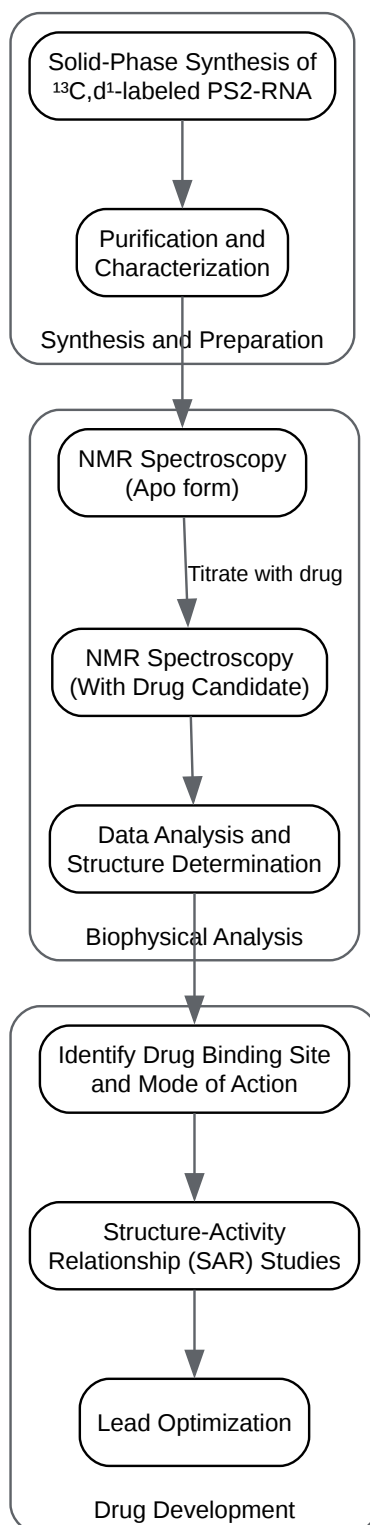 Solid-Phase Synthesis of
¹³C,d¹-labeled PS2-RNA
Purification and
Characterization
Synthesis and Preparation
NMR Spectroscopy
(Apo form)
Titrate with drug
NMR Spectroscopy
(With Drug Candidate)
Data Analysis and
Structure Determination
Biophysical Analysis
Identify Drug Binding Site
and Mode of Action
Structure-Activity
Relationship (SAR) Studies
Lead Optimization
Drug Development